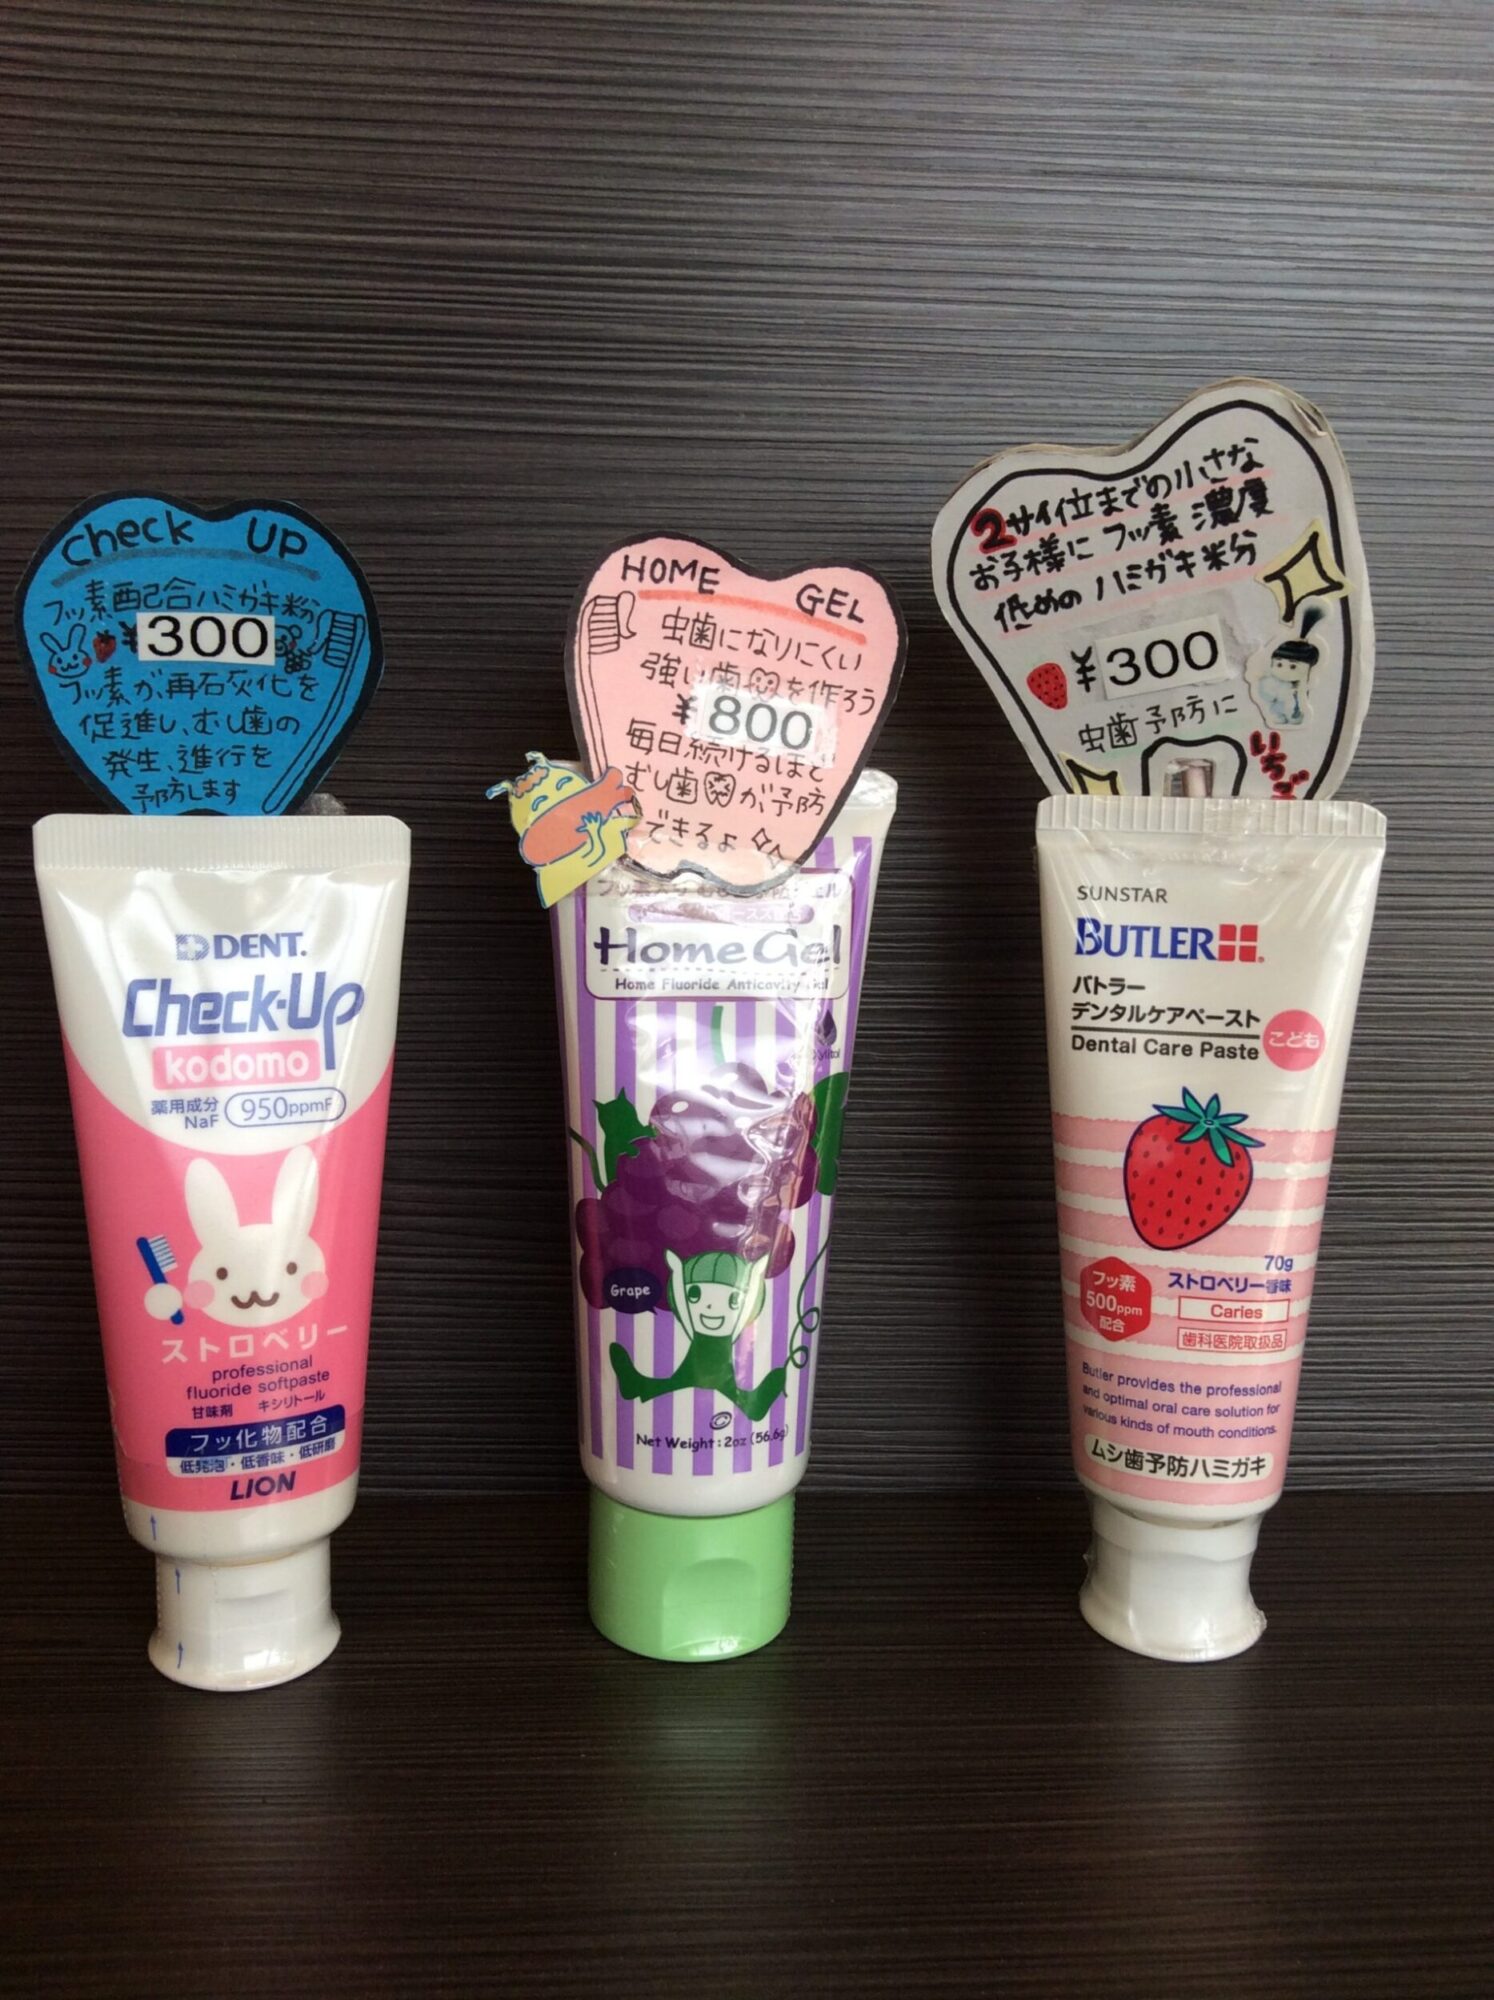 Check UP
フッ素配合ハミガキ粉
¥300
フッ素が再石灰化を
促進し、むし歯の
発生、進行を
予防します
DENT.
Check-Up
kodomo
薬用成分
NaF
950ppmF
ストロベリー
professional
fluoride softpaste
甘味剤 キシリトール
フッ化物配合
低発泡・低香味・低研磨
LION
HOME GEL
虫歯になりにくい
強い歯を作ろう
¥800
毎日続けるほど
むし歯が予防
できるよ
HomeGel
Home Fluoride Anticavity Gel
Grape
Net Weight:2oz (56.6g)
2サイ位までの小さな
お子様にフッ素濃度
低めのハミガキ粉
¥300
虫歯予防に
いちご
SUNSTAR
BUTLER
バトラー
デンタルケアペースト
Dental Care Paste
こども
70g
ストロベリー香味
Caries
歯科医院取扱品
フッ素
500ppm
配合
Butler provides the professional
and optimal oral care solution for
various kinds of mouth conditions.
ムシ歯予防ハミガキ